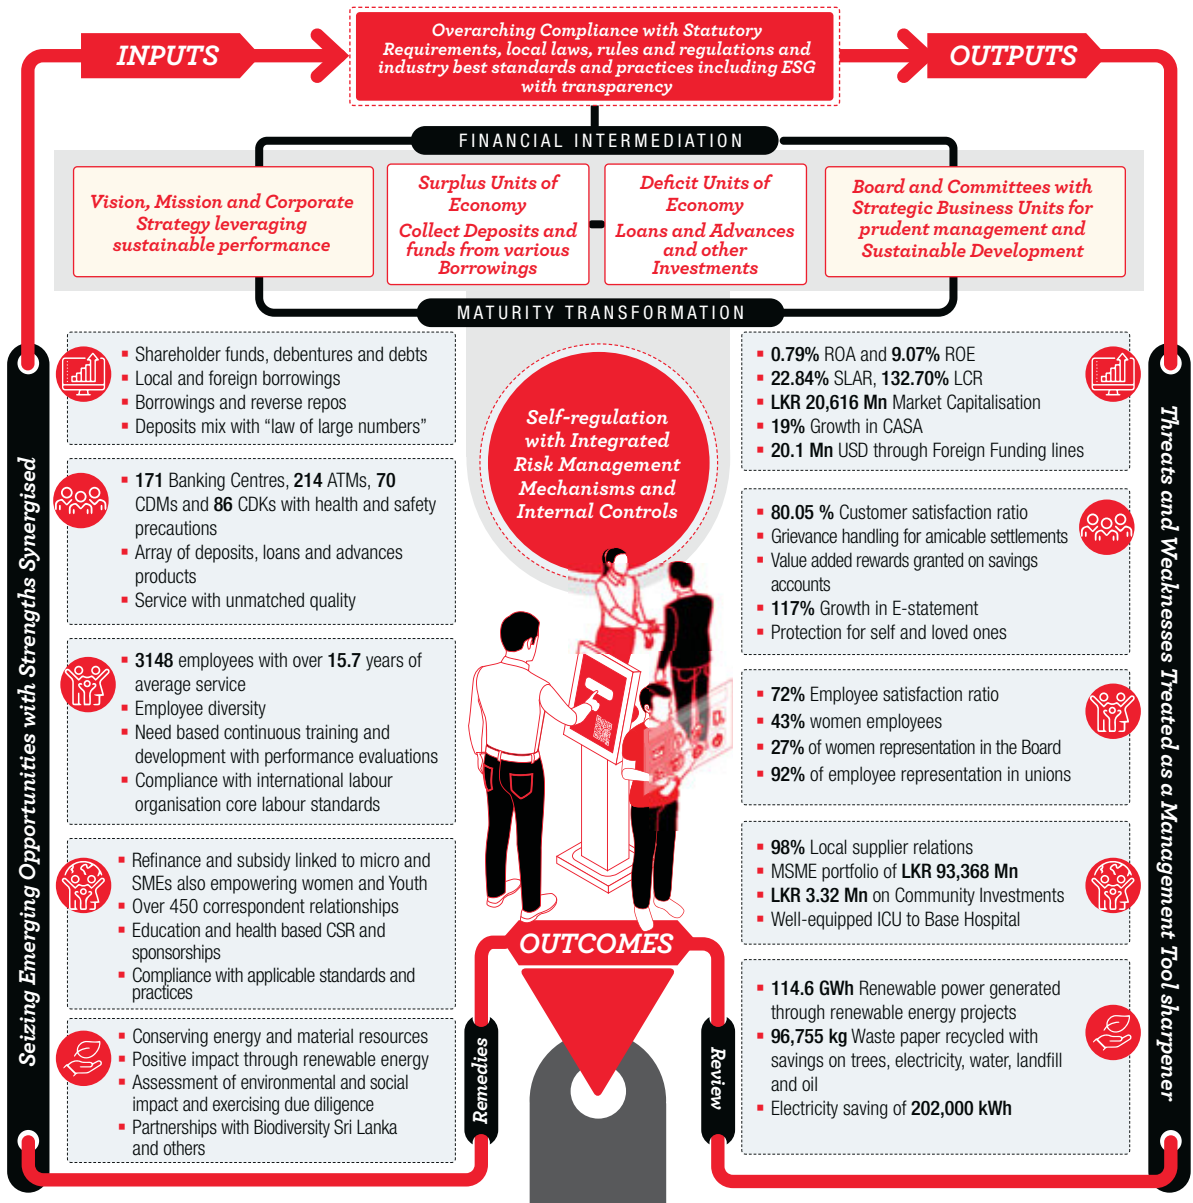 INPUTS
Overarching Compliance with Statutory
Requirements, local laws, rules and regulations and
industry best standards and practices including ESG
with transparency
OUTPUTS
FINANCIAL INTERMEDIATION
Vision, Mission and Corporate
Strategy leveraging
sustainable performance
Surplus Units of
Economy
Collect Deposits and
funds from various
Borrowings
Deficit Units of
Economy
Loans and Advances
and other
Investments
Board and Committees with
Strategic Business Units for
prudent management and
Sustainable Development
MATURITY TRANSFORMATION
Seizing Emerging Opportunities with Strengths Synergised
▪ Shareholder funds, debentures and debts
▪ Local and foreign borrowings
▪ Borrowings and reverse repos
▪ Deposits mix with “law of large numbers”
▪ 171 Banking Centres, 214 ATMs, 70
CDMs and 86 CDKs with health and safety
precautions
▪ Array of deposits, loans and advances
products
▪ Service with unmatched quality
▪ 3148 employees with over 15.7 years of
average service
▪ Employee diversity
▪ Need based continuous training and
development with performance evaluations
▪ Compliance with international labour
organisation core labour standards
▪ Refinance and subsidy linked to micro and
SMEs also empowering women and Youth
▪ Over 450 correspondent relationships
▪ Education and health based CSR and
sponsorships
▪ Compliance with applicable standards and
practices
▪ Conserving energy and material resources
▪ Positive impact through renewable energy
▪ Assessment of environmental and social
impact and exercising due diligence
▪ Partnerships with Biodiversity Sri Lanka
and others
Self-regulation
with Integrated
Risk Management
Mechanisms and
Internal Controls
OUTCOMES
Remedies
Review
▪ 0.79% ROA and 9.07% ROE
▪ 22.84% SLAR, 132.70% LCR
▪ LKR 20,616 Mn Market Capitalisation
▪ 19% Growth in CASA
▪ 20.1 Mn USD through Foreign Funding lines
▪ 80.05 % Customer satisfaction ratio
▪ Grievance handling for amicable settlements
▪ Value added rewards granted on savings
accounts
▪ 117% Growth in E-statement
▪ Protection for self and loved ones
▪ 72% Employee satisfaction ratio
▪ 43% women employees
▪ 27% of women representation in the Board
▪ 92% of employee representation in unions
▪ 98% Local supplier relations
▪ MSME portfolio of LKR 93,368 Mn
▪ LKR 3.32 Mn on Community Investments
▪ Well-equipped ICU to Base Hospital
▪ 114.6 GWh Renewable power generated
through renewable energy projects
▪ 96,755 kg Waste paper recycled with
savings on trees, electricity, water, landfill
and oil
▪ Electricity saving of 202,000 kWh
Threats and Weaknesses Treated as a Management Tool sharpener